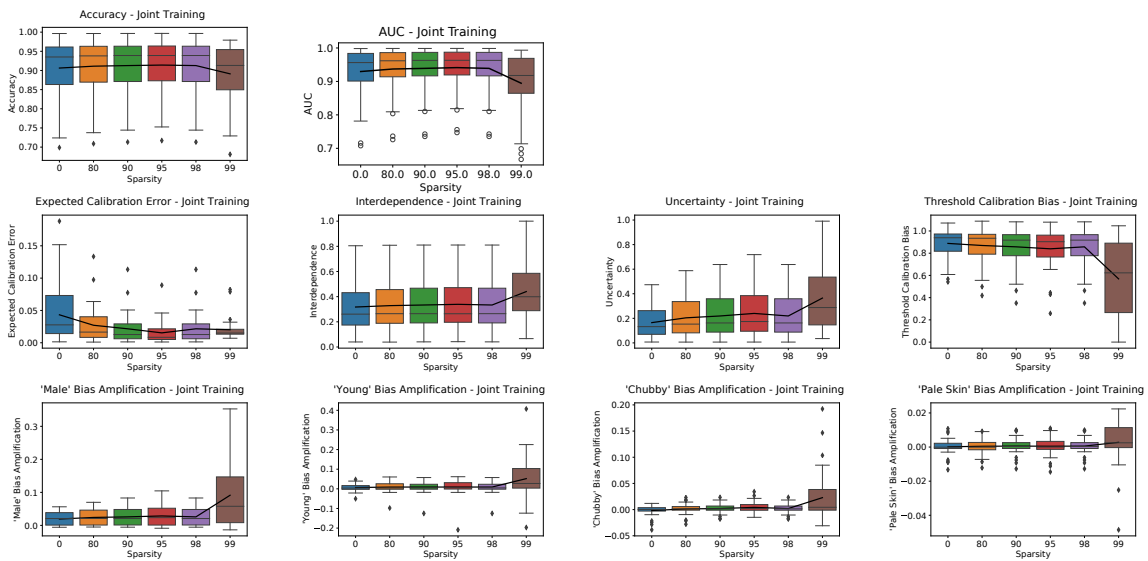 Accuracy - Joint Training
1.00
0.95
0.90
0.85
0.80
0.75
0.70
Accuracy
0 80 90 95 98 99
Sparsity
AUC - Joint Training
1.0
0.9
0.8
0.7
AUC
0.0 80.0 90.0 95.0 98.0 99.0
Sparsity
Expected Calibration Error - Joint Training
0.15
0.10
0.05
0.00
Expected Calibration Error
0 80 90 95 98 99
Sparsity
Interdependence - Joint Training
1.0
0.8
0.6
0.4
0.2
0.0
Interdependence
0 80 90 95 98 99
Sparsity
Uncertainty - Joint Training
1.0
0.8
0.6
0.4
0.2
0.0
Uncertainty
0 80 90 95 98 99
Sparsity
Threshold Calibration Bias - Joint Training
1.0
0.8
0.6
0.4
0.2
0.0
Threshold Calibration Bias
0 80 90 95 98 99
Sparsity
'Male' Bias Amplification - Joint Training
0.3
0.2
0.1
0.0
'Male' Bias Amplification
0 80 90 95 98 99
Sparsity
'Young' Bias Amplification - Joint Training
0.4
0.3
0.2
0.1
0.0
−0.1
−0.2
'Young' Bias Amplification
0 80 90 95 98 99
Sparsity
'Chubby' Bias Amplification - Joint Training
0.20
0.15
0.10
0.05
0.00
−0.05
'Chubby' Bias Amplification
0 80 90 95 98 99
Sparsity
'Pale Skin' Bias Amplification - Joint Training
0.02
0.00
−0.02
−0.04
'Pale Skin' Bias Amplification
0 80 90 95 98 99
Sparsity